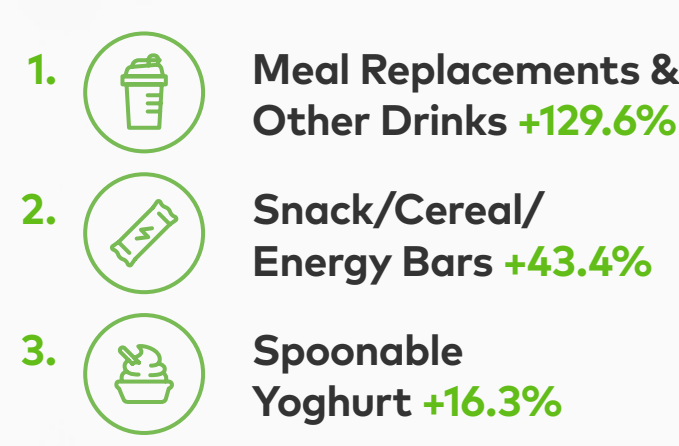 1.
Meal Replacements &
Other Drinks +129.6%
2.
Snack/Cereal/
Energy Bars +43.4%
3.
Spoonable
Yoghurt +16.3%